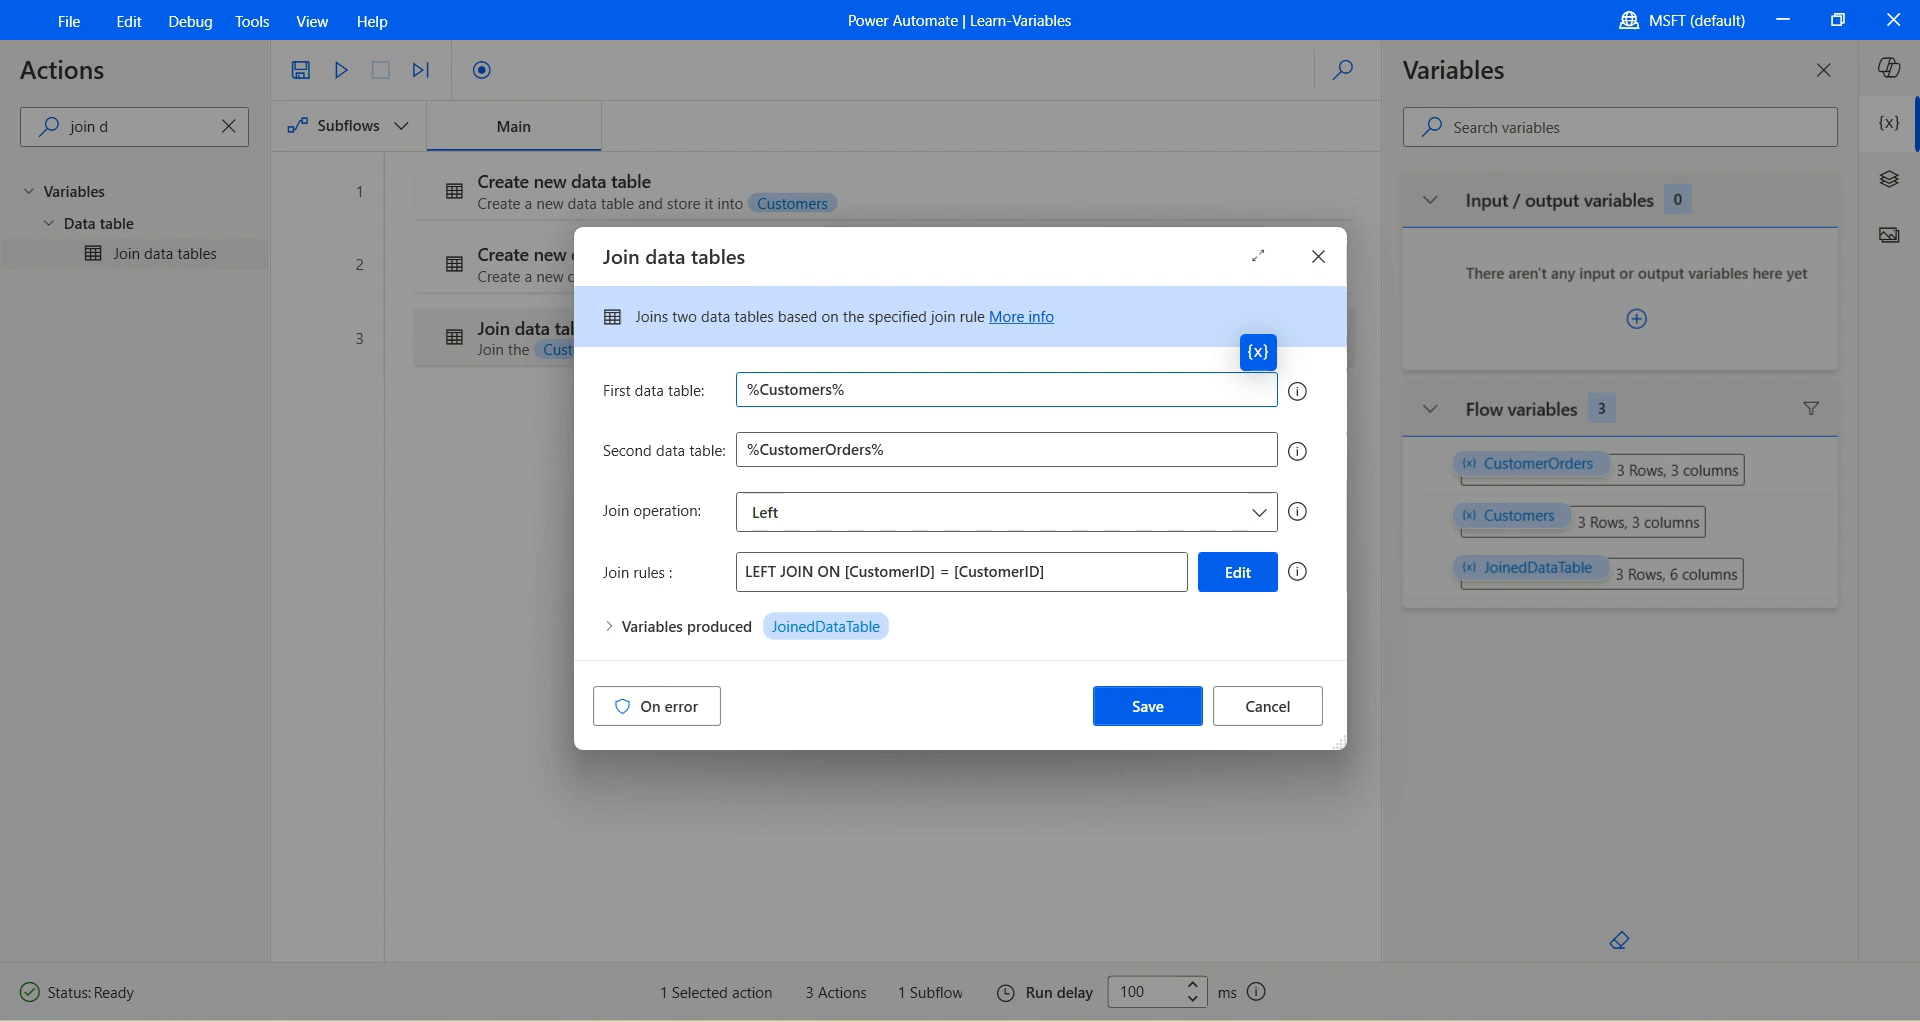 File Edit Debug Tools View Help
Power Automate | Learn-Variables
MSFT (default)
Actions
join d
Variables
Data table
Join data tables
Subflows
Main
1
Create new data table
Create a new data table and store it into Customers
2
Create new
Create a new
3
Join data tal
Join the Cust
Join data tables
Joins two data tables based on the specified join rule More info
{x}
First data table: %Customers%
Second data table: %CustomerOrders%
Join operation: Left
Join rules : LEFT JOIN ON [CustomerID] = [CustomerID] Edit
Variables produced JoinedDataTable
On error
Save
Cancel
Variables
Search variables
Input / output variables 0
There aren't any input or output variables here yet
Flow variables 3
(x) CustomerOrders 3 Rows, 3 columns
(x) Customers 3 Rows, 3 columns
(x) JoinedDataTable 3 Rows, 6 columns
{x}
Status: Ready
1 Selected action
3 Actions
1 Subflow
Run delay 100 ms